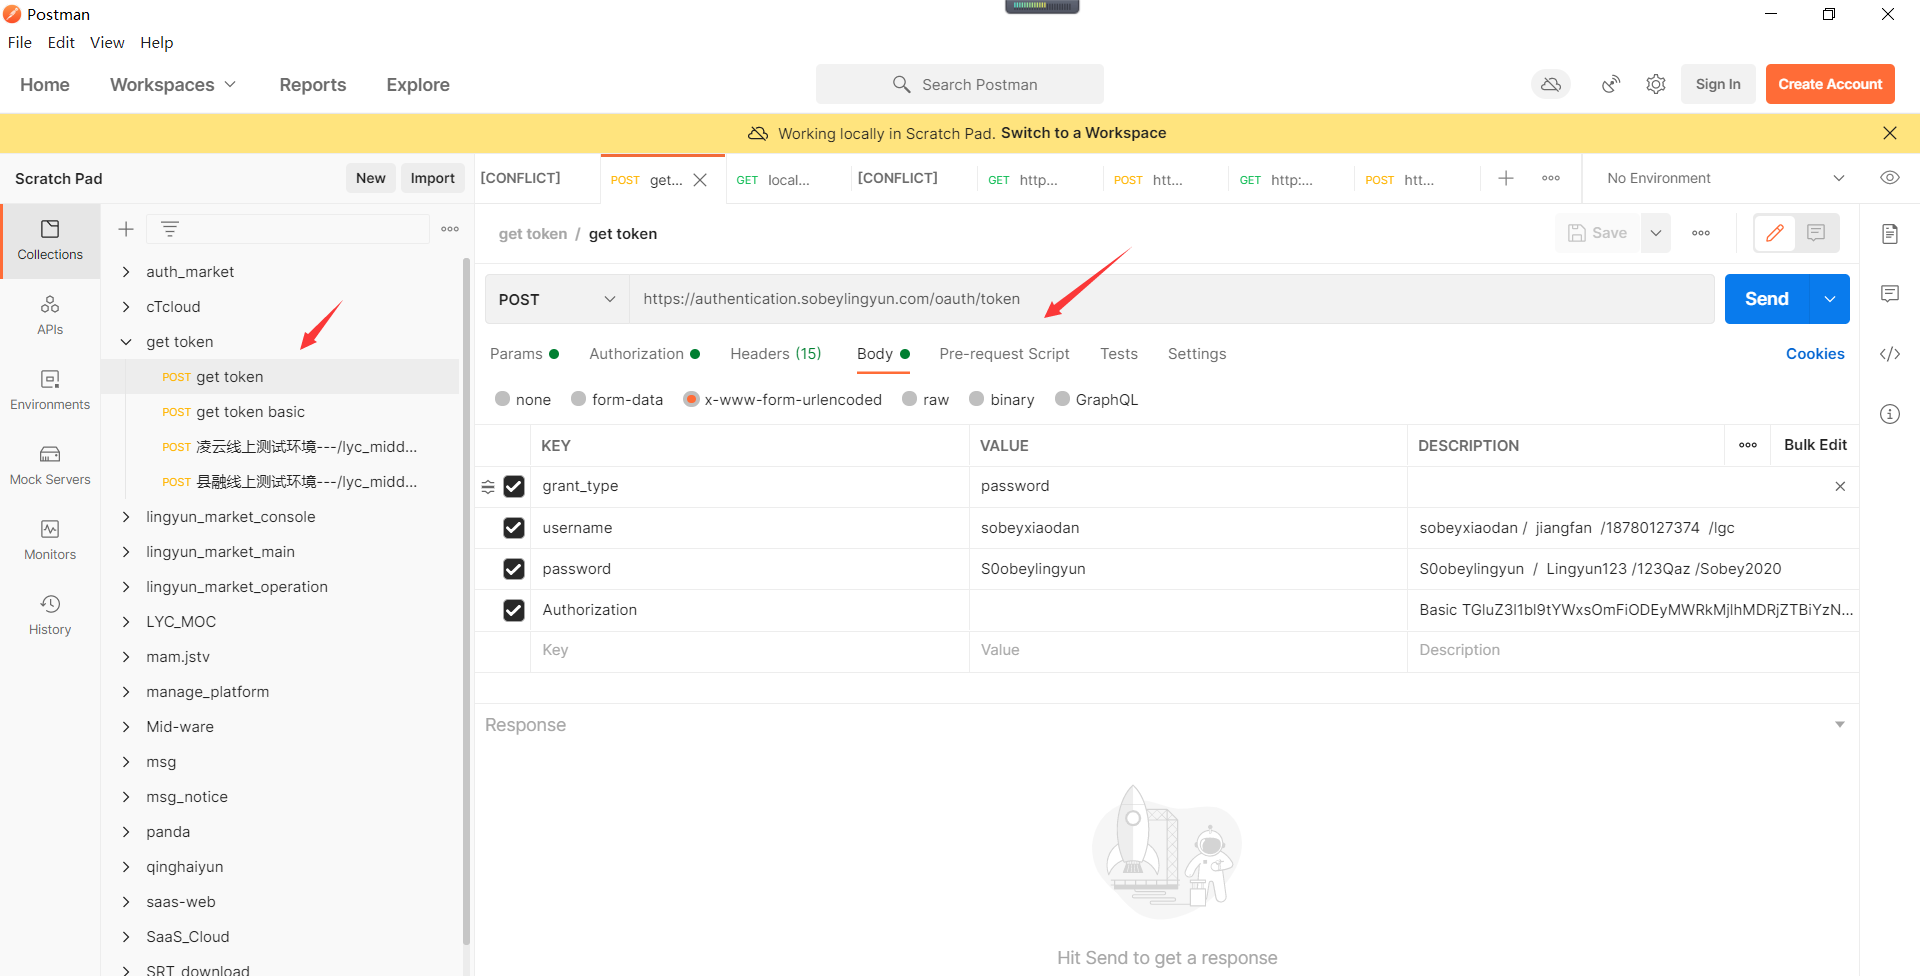 Postman
File Edit View Help
Home Workspaces Reports Explore
Search Postman
Sign In Create Account
Working locally in Scratch Pad. Switch to a Workspace
Scratch Pad New Import
[CONFLICT] POST get... GET local... [CONFLICT] GET http... POST htt... GET http:... POST htt...
No Environment
Collections
APIs
Environments
Mock Servers
Monitors
History
auth_market
cTcloud
get token
POST get token
POST get token basic
POST 凌云线上测试环境---/lyc_midd...
POST 县融线上测试环境---/lyc_midd...
lingyun_market_console
lingyun_market_main
lingyun_market_operation
LYC_MOC
mam.jstv
manage_platform
Mid-ware
msg
msg_notice
panda
qinghaiyun
saas-web
SaaS_Cloud
SRT_download
get token / get token
Save
POST https://authentication.sobeylingyun.com/oauth/token
Send
Params Authorization Headers (15) Body Pre-request Script Tests Settings Cookies
none form-data x-www-form-urlencoded raw binary GraphQL
KEY VALUE DESCRIPTION Bulk Edit
grant_type password
username sobeyxiaodan sobeyxiaodan / jiangfan /18780127374 /lgc
password S0obeylingyun S0obeylingyun / Lingyun123 /123Qaz /Sobey2020
Authorization Basic
Key Value Description
Response
Hit Send to get a response